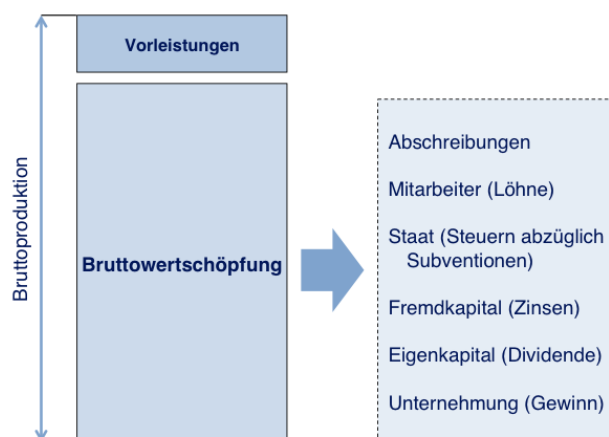 Vorleistungen
Bruttoproduktion
Bruttowertschöpfung
Abschreibungen
Mitarbeiter (Löhne)
Staat (Steuern abzüglich
Subventionen)
Fremdkapital (Zinsen)
Eigenkapital (Dividende)
Unternehmung (Gewinn)